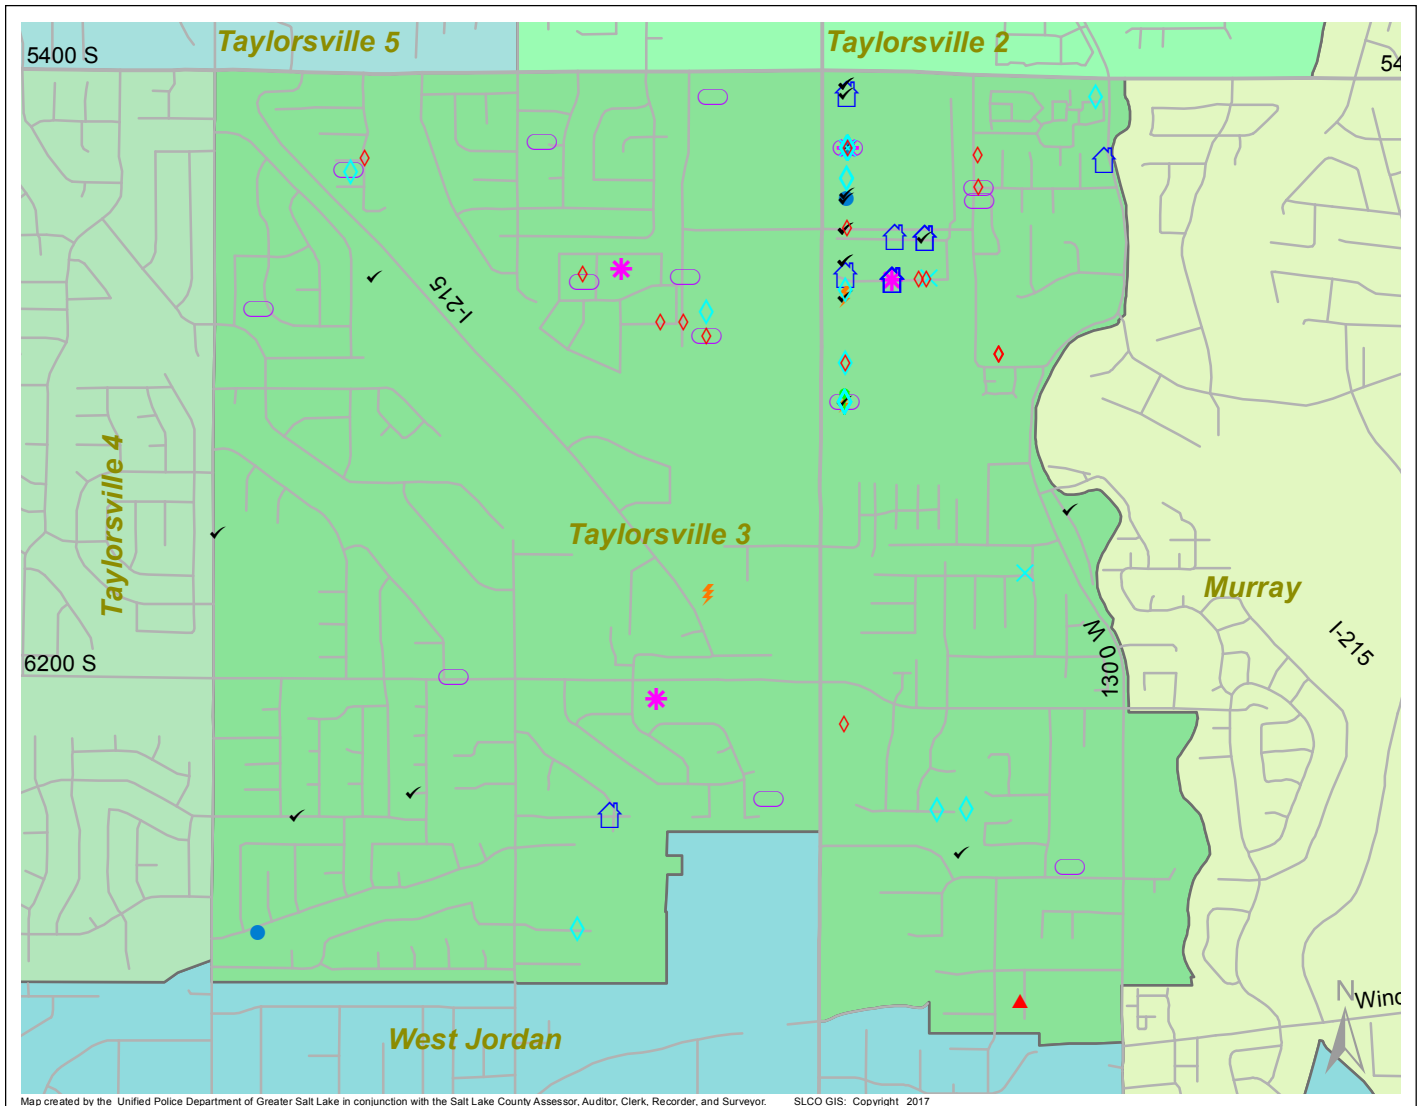 Taylorsville 5
Taylorsville 2
5400 S
54
I-215
Taylorsville 4
Taylorsville 3
Murray
I-215
1300 W
6200 S
N
Winc
West Jordan
Map created by the Unified Police Department of Greater Salt Lake in conjunction with the Salt Lake County Assessor, Auditor, Clerk, Recorder, and Surveyor. SLCO GIS: Copyright 2017